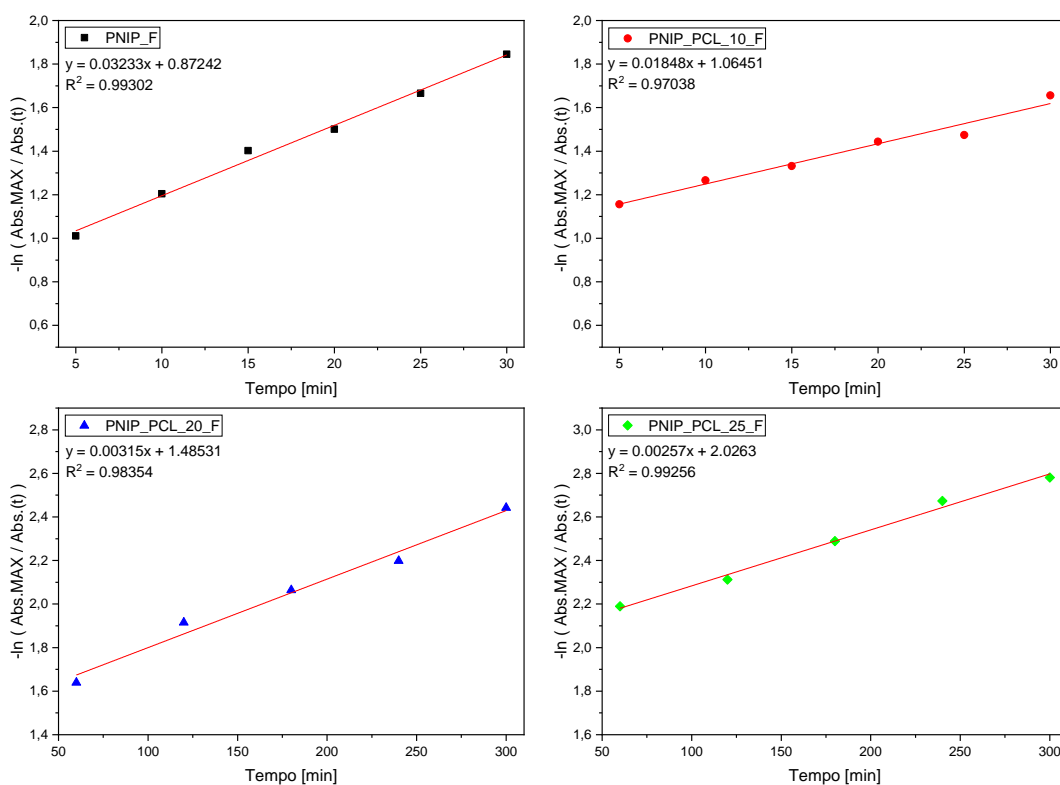 PNIP_F
y = 0.03233x + 0.87242
R² = 0.99302
2,0
1,8
1,6
1,4
1,2
1,0
0,8
0,6
-ln ( Abs.MAX / Abs.(t) )
5
10
15
20
25
30
Tempo [min]
PNIP_PCL_10_F
y = 0.01848x + 1.06451
R² = 0.97038
2,0
1,8
1,6
1,4
1,2
1,0
0,8
0,6
-ln ( Abs.MAX / Abs.(t) )
5
10
15
20
25
30
Tempo [min]
PNIP_PCL_20_F
y = 0.00315x + 1.48531
R² = 0.98354
2,8
2,6
2,4
2,2
2,0
1,8
1,6
1,4
-ln ( Abs.MAX / Abs.(t) )
50
100
150
200
250
300
Tempo [min]
PNIP_PCL_25_F
y = 0.00257x + 2.0263
R² = 0.99256
3,0
2,8
2,6
2,4
2,2
2,0
1,8
1,6
-ln ( Abs.MAX / Abs.(t) )
50
100
150
200
250
300
Tempo [min]